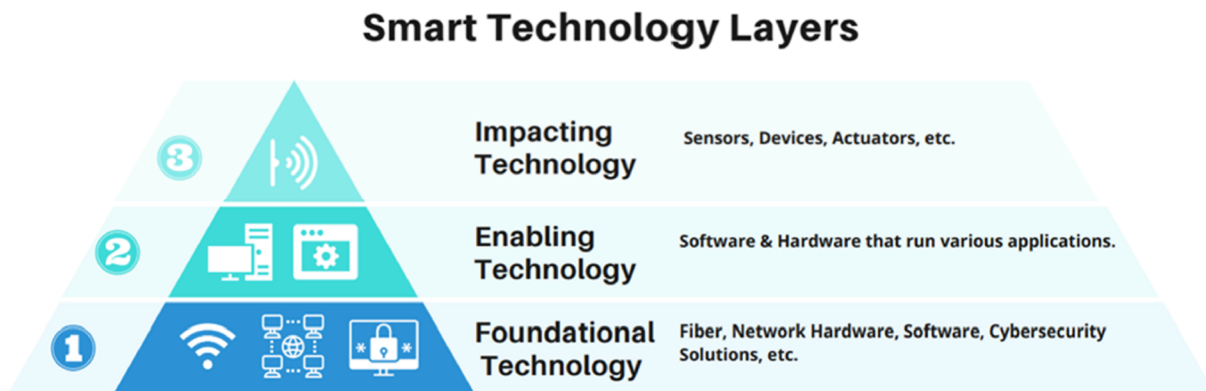 Smart Technology Layers
3
Impacting
Technology
Sensors, Devices, Actuators, etc.
2
Enabling
Technology
Software & Hardware that run various applications.
1
Foundational
Technology
Fiber, Network Hardware, Software, Cybersecurity
Solutions, etc.